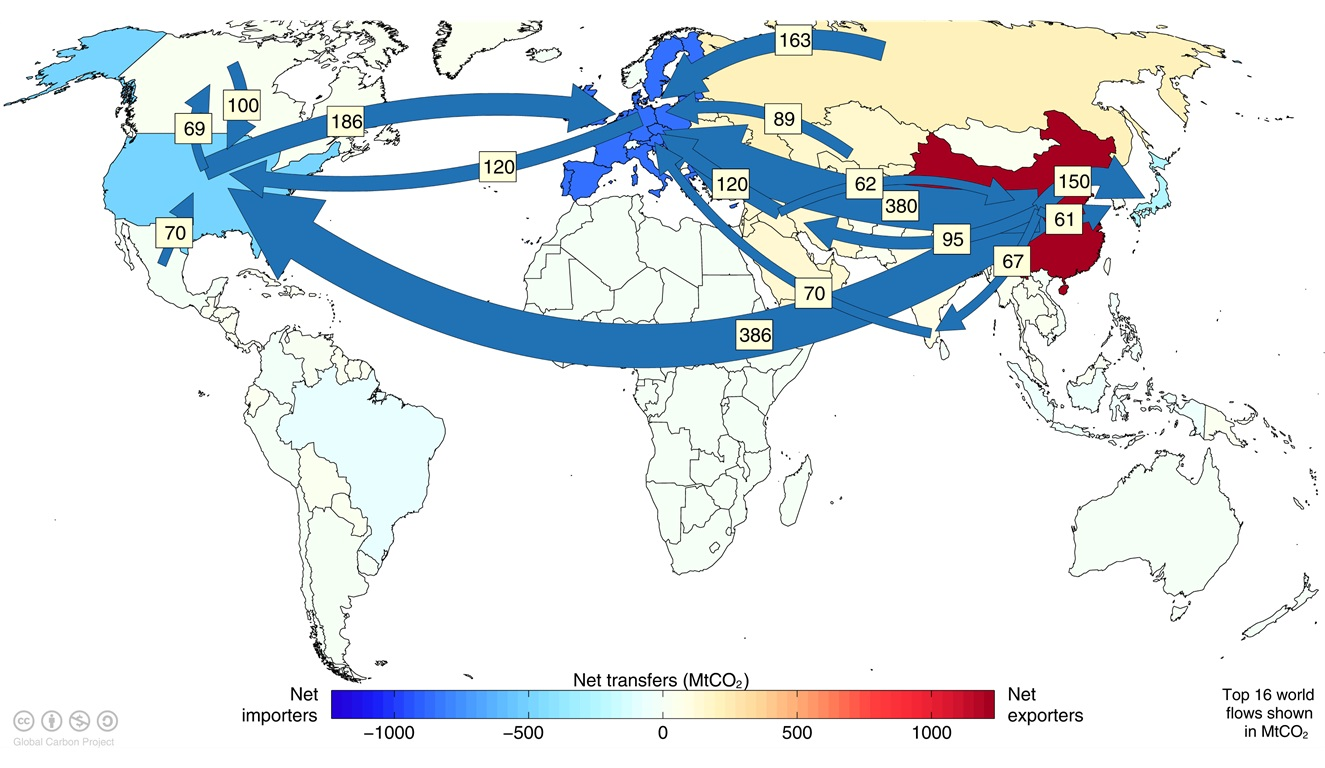 163
100
69
186
89
120
120
62
150
380
61
70
95
67
70
386
Net transfers (MtCO₂)
Net
importers
Net
exporters
−1000
−500
0
500
1000
Top 16 world
flows shown
in MtCO₂
cc
Global Carbon Project